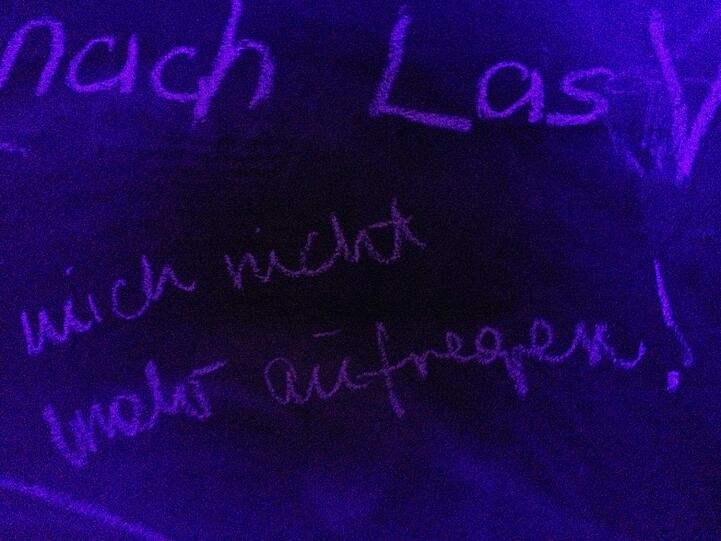 nach Las V
mich nicht
mehr aufregen!